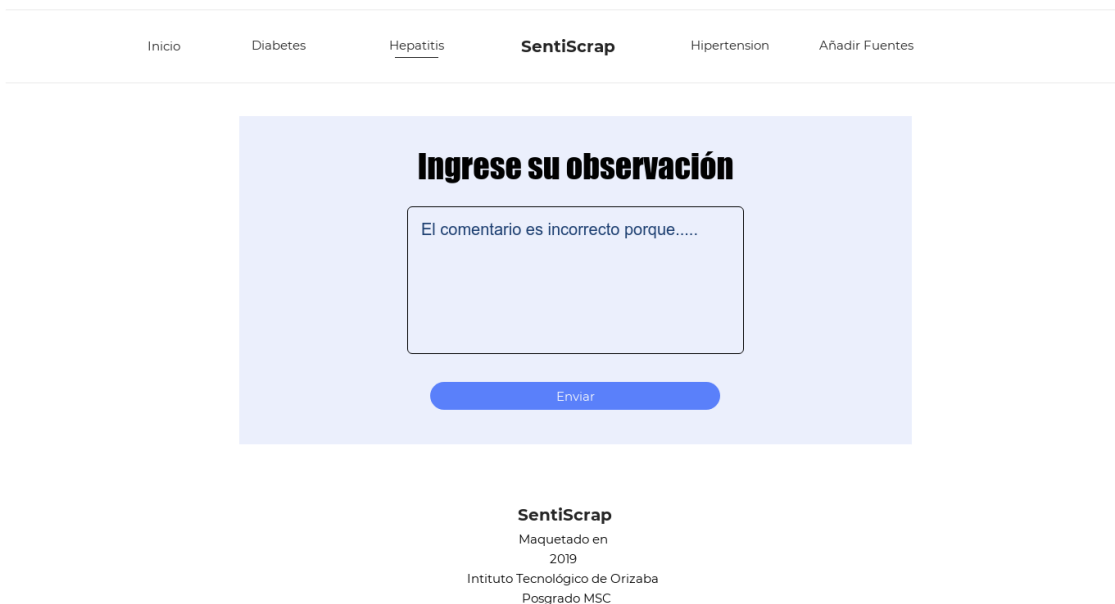 Inicio
Diabetes
Hepatitis
SentiScrap
Hipertension
Añadir Fuentes
Ingrese su observación
El comentario es incorrecto porque.....
Enviar
SentiScrap
Maquetado en
2019
Intituto Tecnológico de Orizaba
Posgrado MSC